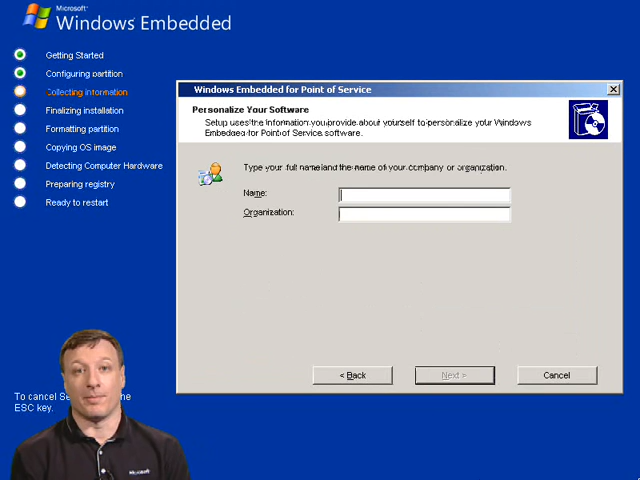 Microsoft
Windows Embedded
Getting Started
Configuring partition
Collecting information
Finalizing installation
Formatting partition
Copying OS image
Detecting Computer Hardware
Preparing registry
Ready to restart
To cancel Se the
ESC key.
Windows Embedded for Point of Service
Personalize Your Software
Setup uses the information you provide about yourself to personalize your Windows
Embedded for Point of Service software.
Type your full name and the name of your company or organization.
Name:
Organization:
< Back
Next >
Cancel